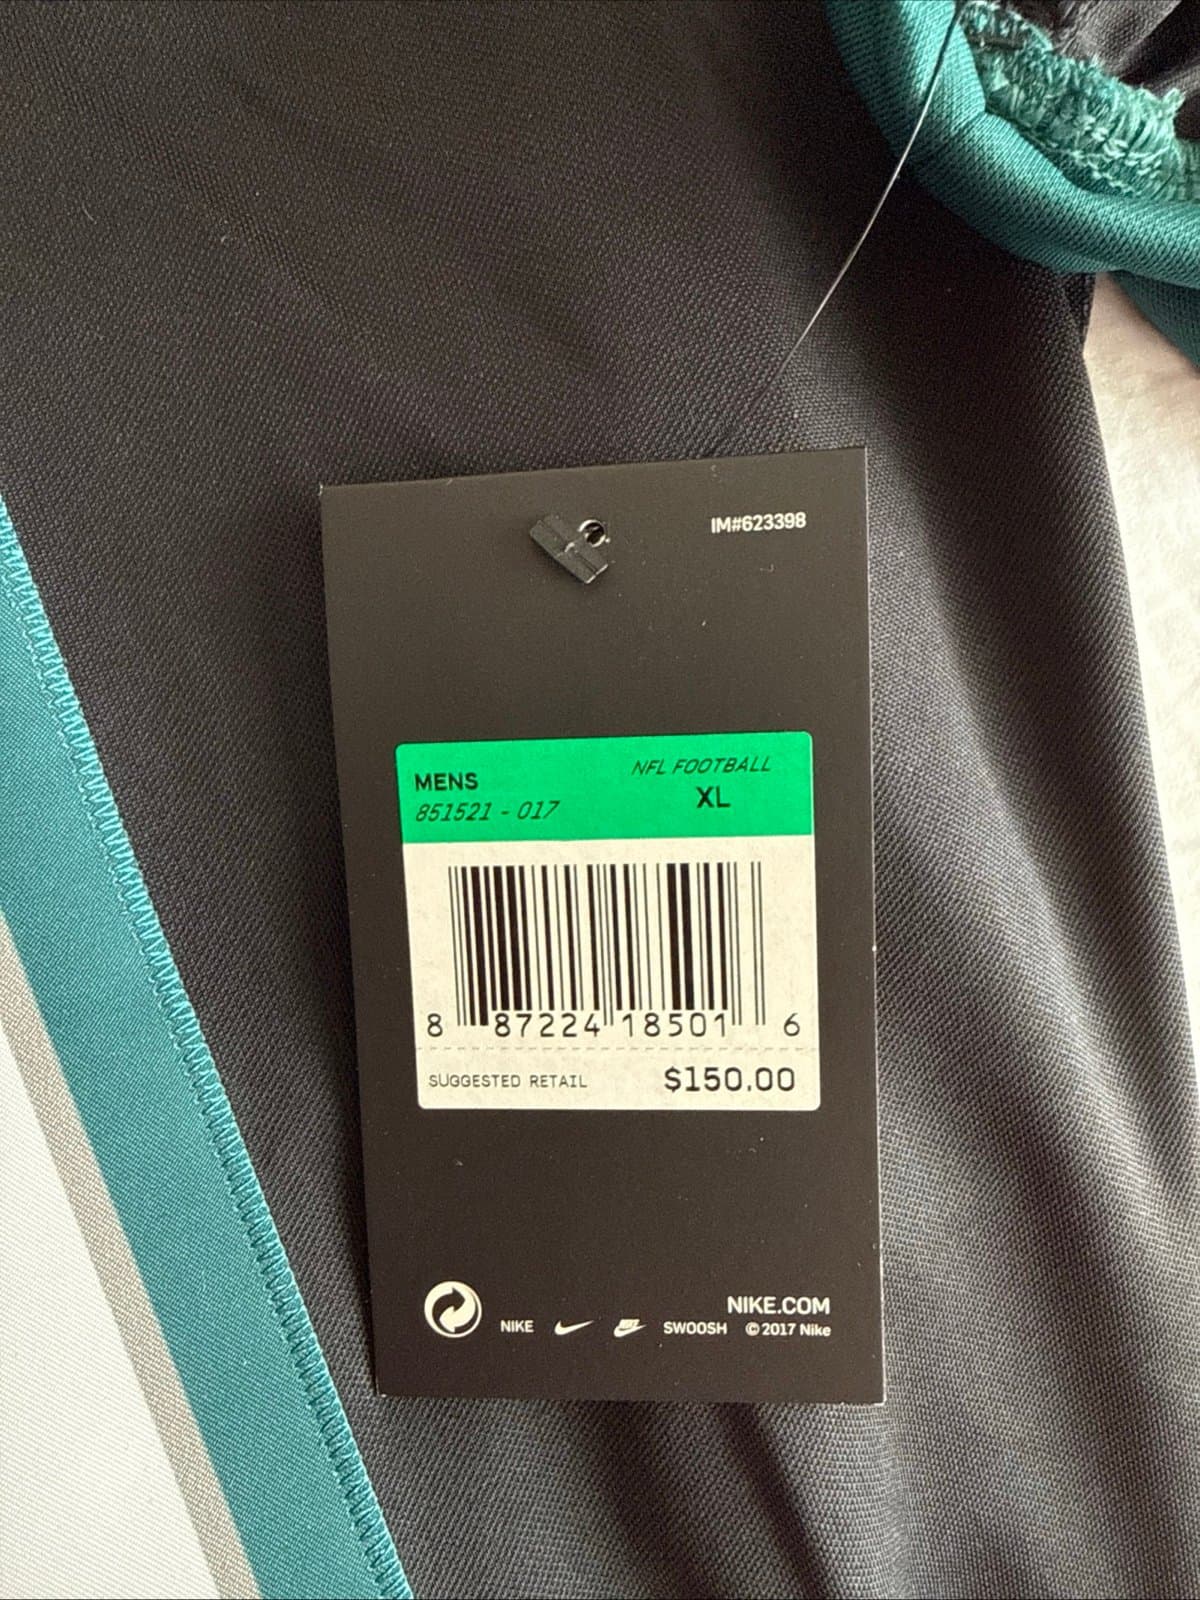 IM#623398
MENS
NFL FOOTBALL
851521 - 017
XL
8 87224 18501 6
SUGGESTED RETAIL $150.00
NIKE.COM
NIKE SWOOSH © 2017 Nike